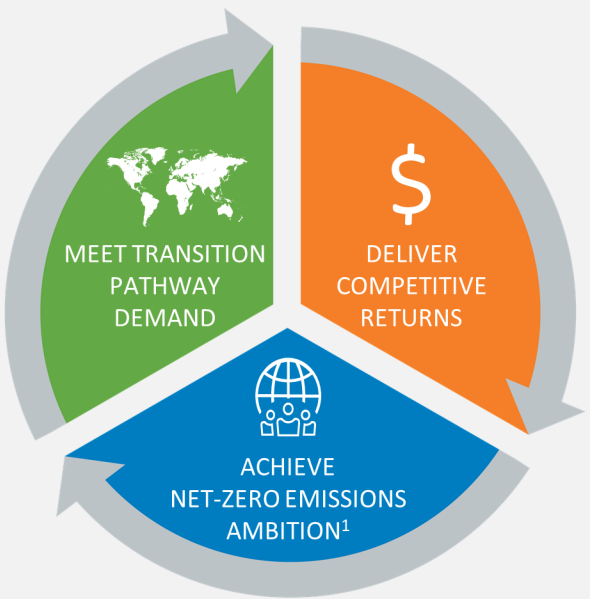 MEET TRANSITION
PATHWAY
DEMAND
$
DELIVER
COMPETITIVE
RETURNS
ACHIEVE
NET-ZERO EMISSIONS
AMBITION¹